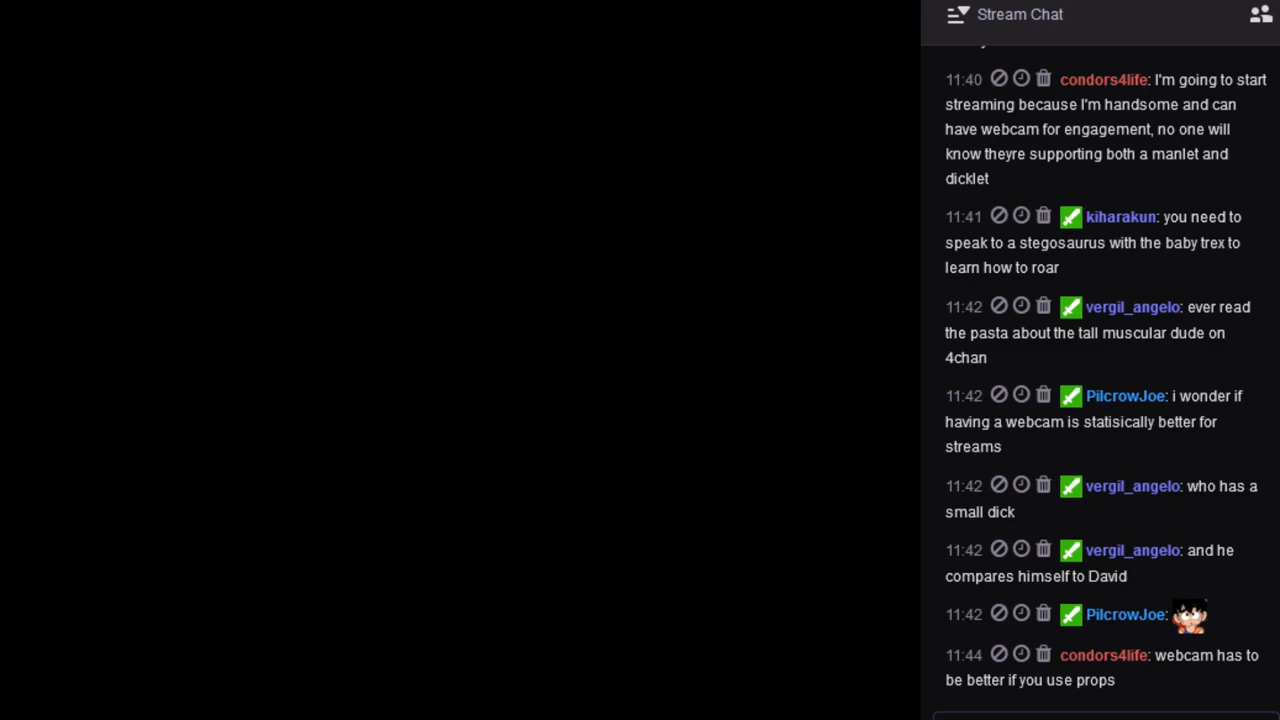 Stream Chat
11:40 condors4life: I'm going to start
streaming because I'm handsome and can
have webcam for engagement, no one will
know theyre supporting both a manlet and
dicklet
11:41 kiharakun: you need to
speak to a stegosaurus with the baby trex to
learn how to roar
11:42 vergil_angelo: ever read
the pasta about the tall muscular dude on
4chan
11:42 PilcrowJoe: i wonder if
having a webcam is statisically better for
streams
11:42 vergil_angelo: who has a
small dick
11:42 vergil_angelo: and he
compares himself to David
11:42 PilcrowJoe:
11:44 condors4life: webcam has to
be better if you use props